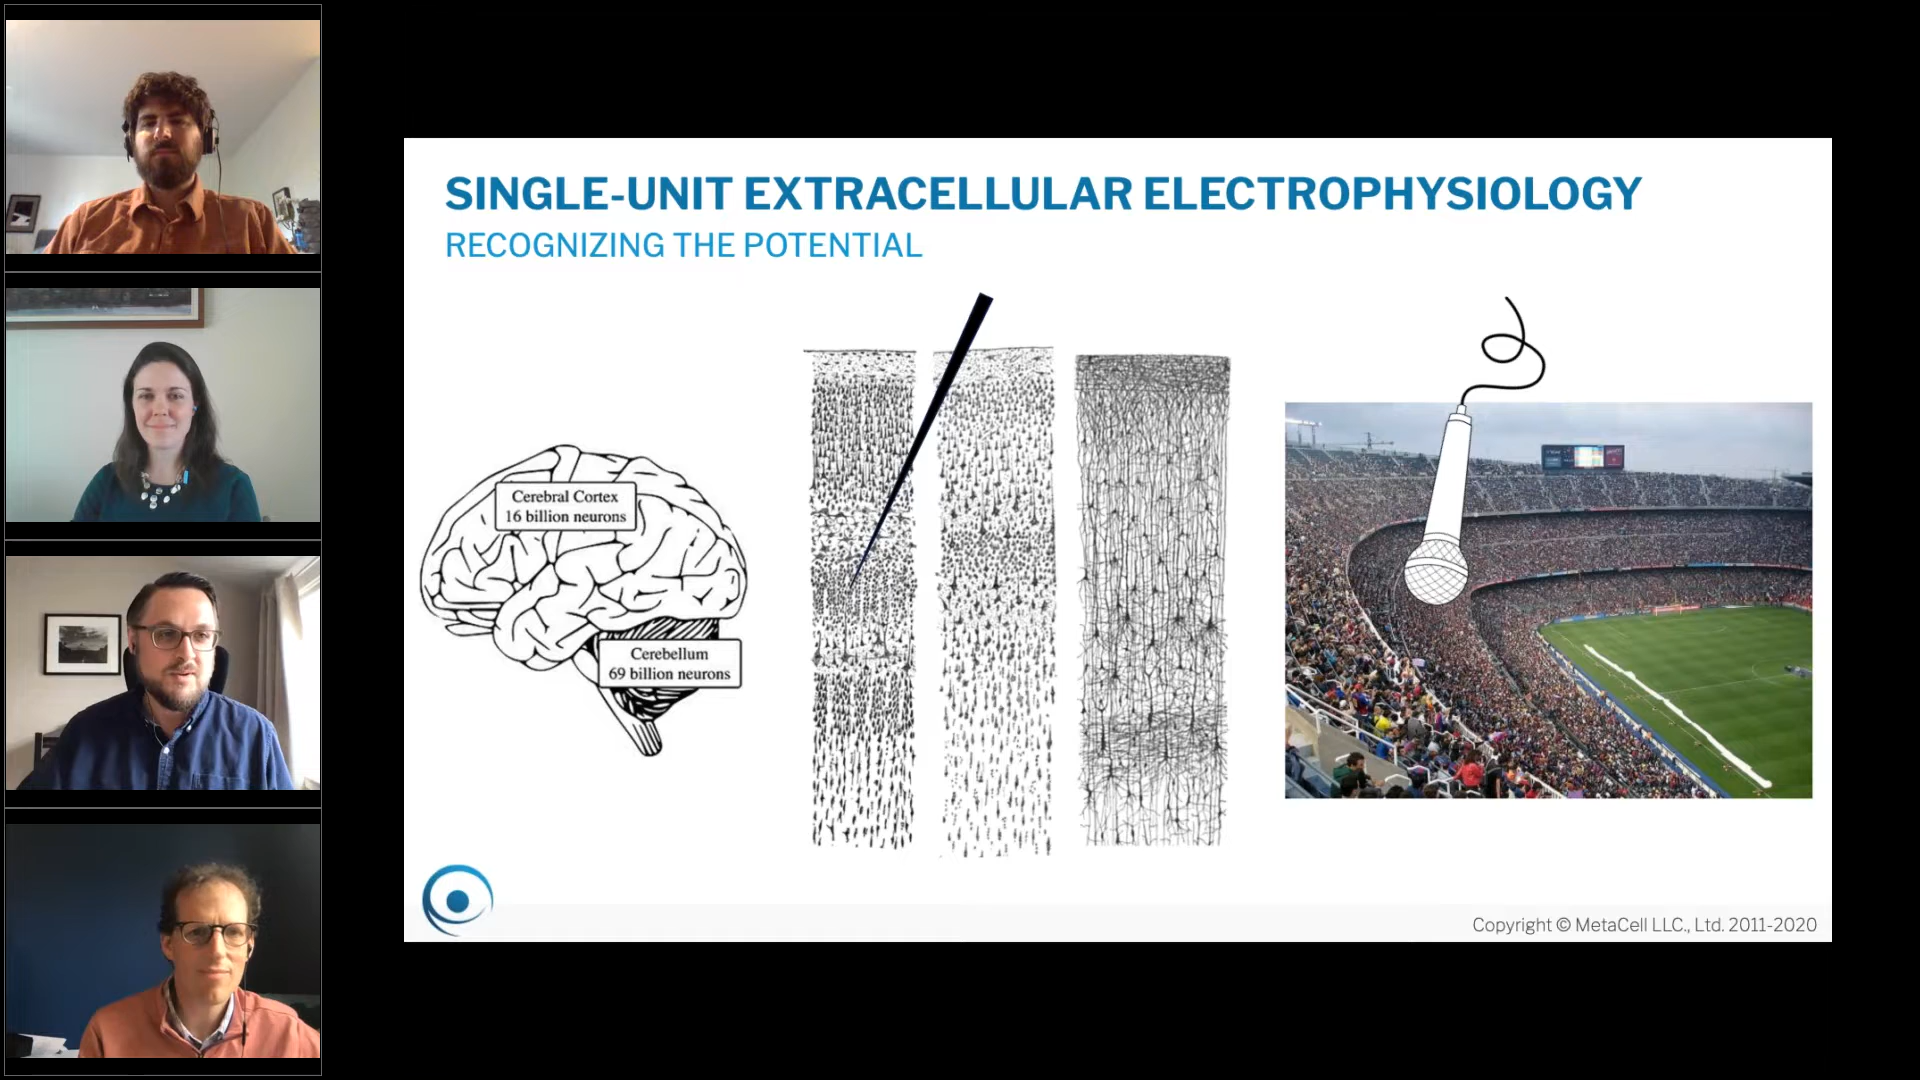 SINGLE-UNIT EXTRACELLULAR ELECTROPHYSIOLOGY
RECOGNIZING THE POTENTIAL
Cerebral Cortex
16 billion neurons
Cerebellum
69 billion neurons
Copyright © MetaCell LLC., Ltd. 2011-2020